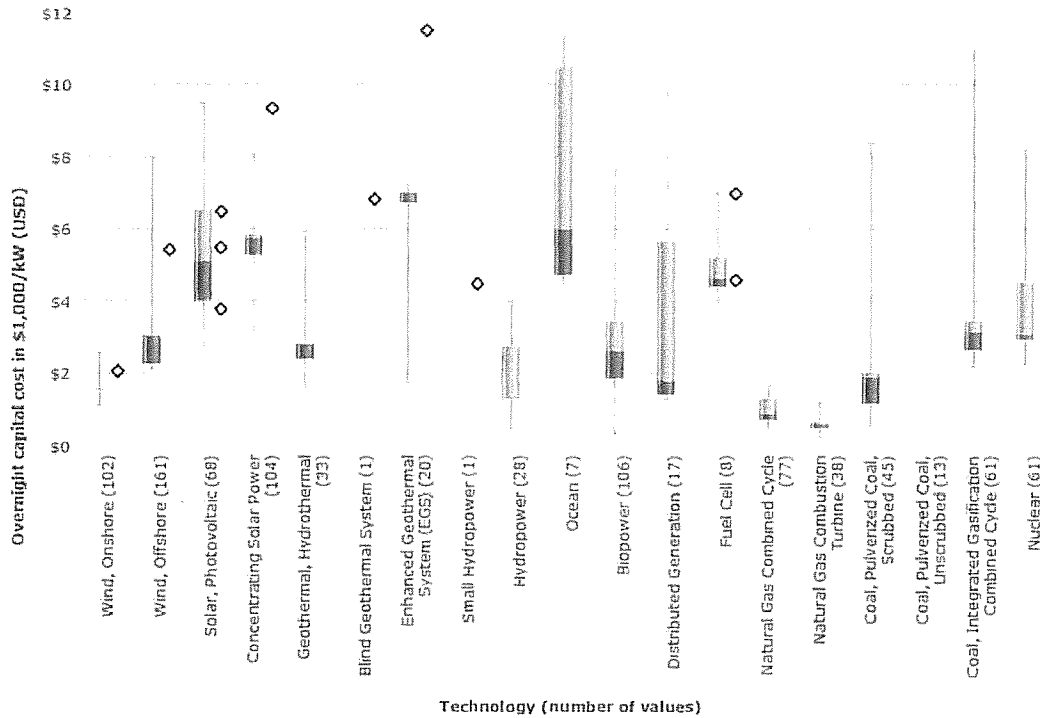 Overnight capital cost in $1,000/kW (USD)
$12
$10
$8
$6
$4
$2
$0
Wind, Onshore (102)
Wind, Offshore (161)
Solar, Photovoltaic (68)
Concentrating Solar Power
(104)
Geothermal, Hydrothermal
(33)
Blind Geothermal System (1)
Enhanced Geothermal
System (EGS) (20)
Small Hydropower (1)
Hydropower (28)
Ocean (7)
Biopower (106)
Distributed Generation (17)
Fuel Cell (8)
Natural Gas Combined Cycle
(77)
Natural Gas Combustion
Turbine (38)
Coal, Pulverized Coal,
Scrubbed (45)
Coal, Pulverized Coal,
Unscrubbed (13)
Coal, Integrated Gasification
Combined Cycle (61)
Nuclear (61)
Technology (number of values)